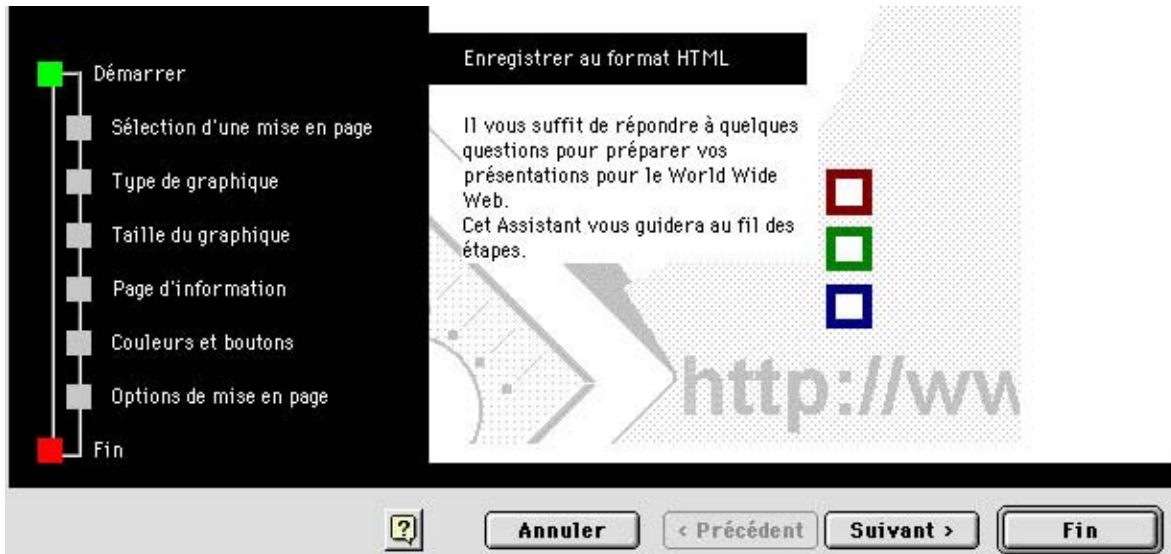 Démarrer
Sélection d'une mise en page
Type de graphique
Taille du graphique
Page d'information
Couleurs et boutons
Options de mise en page
Fin
Enregistrer au format HTML
Il vous suffit de répondre à quelques
questions pour préparer vos
présentations pour le World Wide
Web.
Cet Assistant vous guidera au fil des
étapes.
http://ww
?
Annuler
< Précédent
Suivant >
Fin